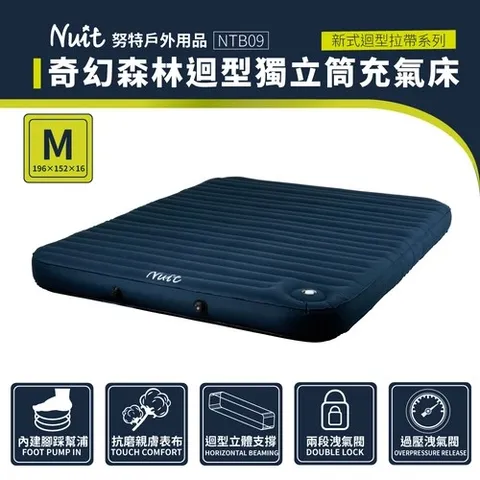 Nuit 努特戶外用品 NTB09 新式迴型拉帶系列
奇幻森林迴型獨立筒充氣床
M
196×152×16
Nuit
內建腳踩幫浦
FOOT PUMP IN
抗磨親膚表布
TOUCH COMFORT
迴型立體支撐
HORIZONTAL BEAMING
兩段洩氣閥
DOUBLE LOCK
過壓洩氣閥
OVERPRESSURE RELEASE